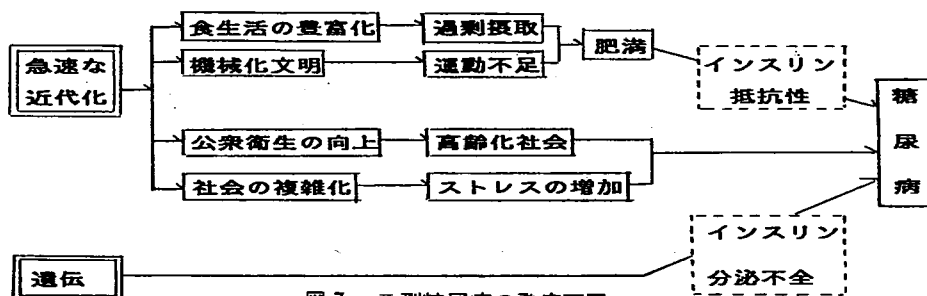 食生活の豊富化
過剰摂取
肥満
急速な
近代化
機械化文明
運動不足
インスリン
抵抗性
糖
尿
病
公衆衛生の向上
高齢化社会
社会の複雑化
ストレスの増加
インスリン
分泌不全
遺伝